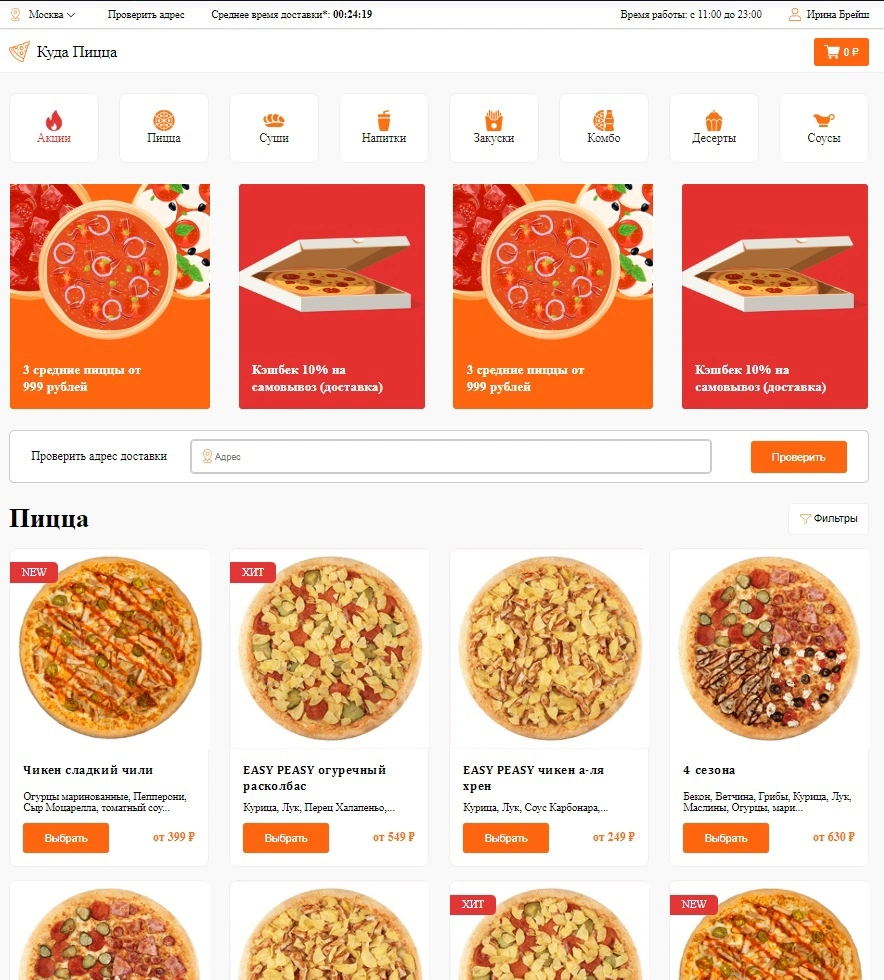 Москва Проверить адрес Среднее время доставки*: 00:24:19 Время работы: с 11:00 до 23:00 Ирина Брейш
Куда Пицца 0 ₽
Акции Пицца Суши Напитки Закуски Комбо Десерты Соусы
3 средние пиццы от
999 рублей
Кэшбек 10% на
самовывоз (доставка)
3 средние пиццы от
999 рублей
Кэшбек 10% на
самовывоз (доставка)
Проверить адрес доставки Адрес Проверить
Пицца Фильтры
NEW
Чикен сладкий чили
Огурцы маринованные, Пепперони,
Сыр Моцарелла, томатный соу...
Выбрать от 399 ₽
ХИТ
EASY PEASY огуречный
расколбас
Курица, Лук, Перец Халапеньо,...
Выбрать от 549 ₽
EASY PEASY чикен а-ля
хрен
Курица, Лук, Соус Карбонара,...
Выбрать от 249 ₽
4 сезона
Бекон, Ветчина, Грибы, Курица, Лук,
Маслины, Огурцы, мари...
Выбрать от 630 ₽
ХИТ
NEW